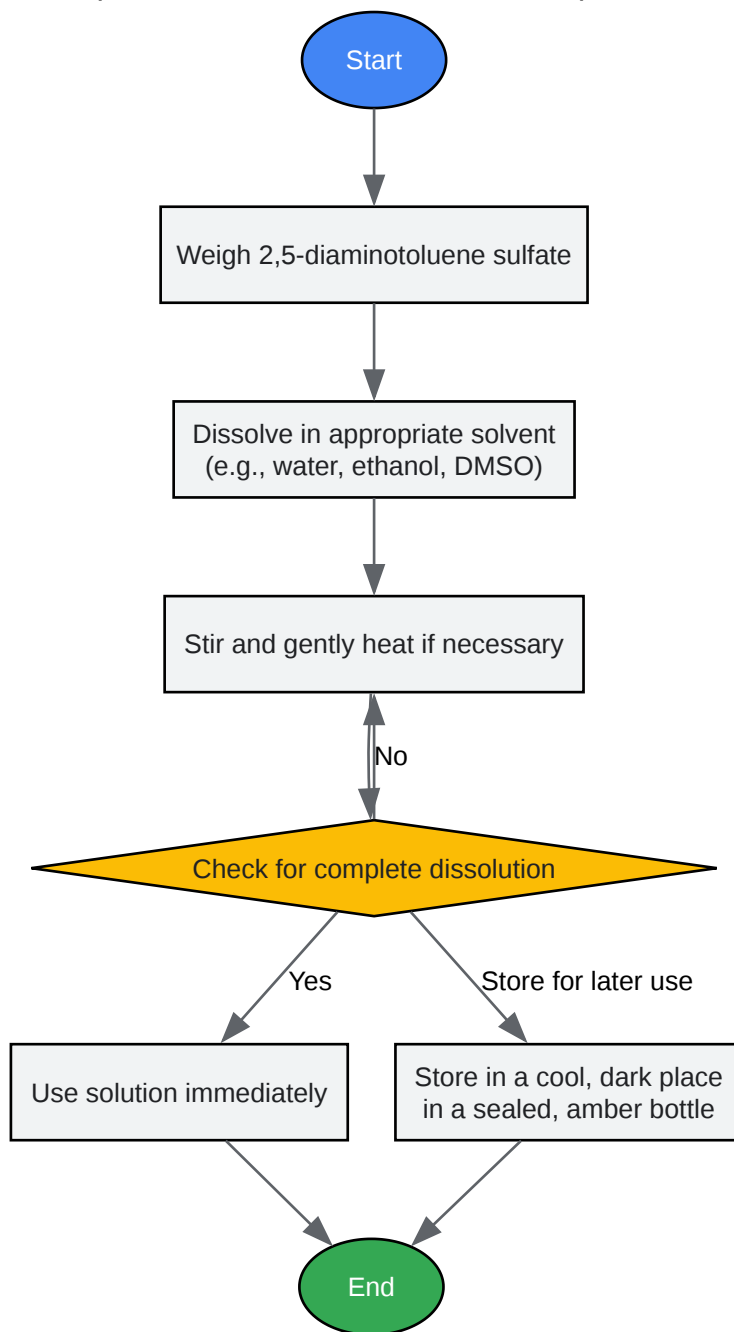 Start
Weigh 2,5-diaminotoluene sulfate
Dissolve in appropriate solvent
(e.g., water, ethanol, DMSO)
Stir and gently heat if necessary
No
Check for complete dissolution
Yes
Store for later use
Use solution immediately
Store in a cool, dark place
in a sealed, amber bottle
End